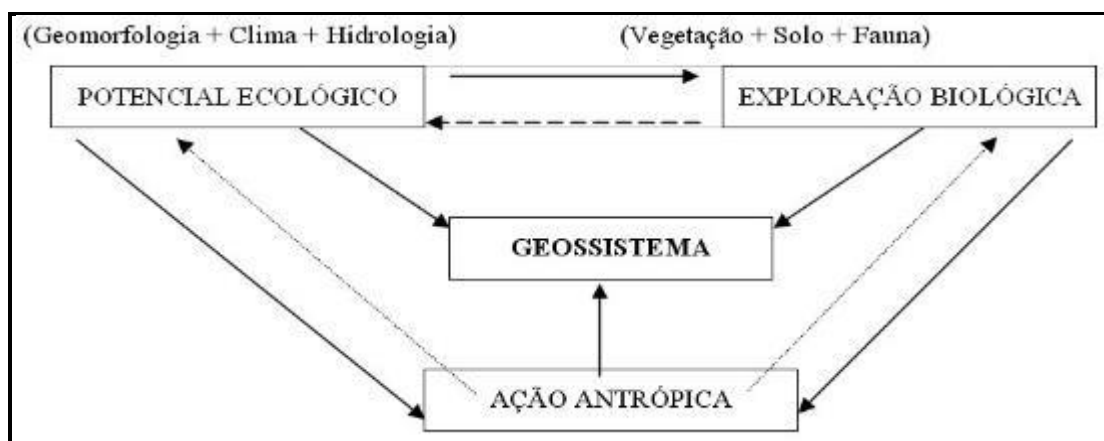 (Geomorfologia + Clima + Hidrologia)
(Vegetação + Solo + Fauna)
POTENCIAL ECOLÓGICO
EXPLORAÇÃO BIOLÓGICA
GEOSSISTEMA
AÇÃO ANTRÓPICA